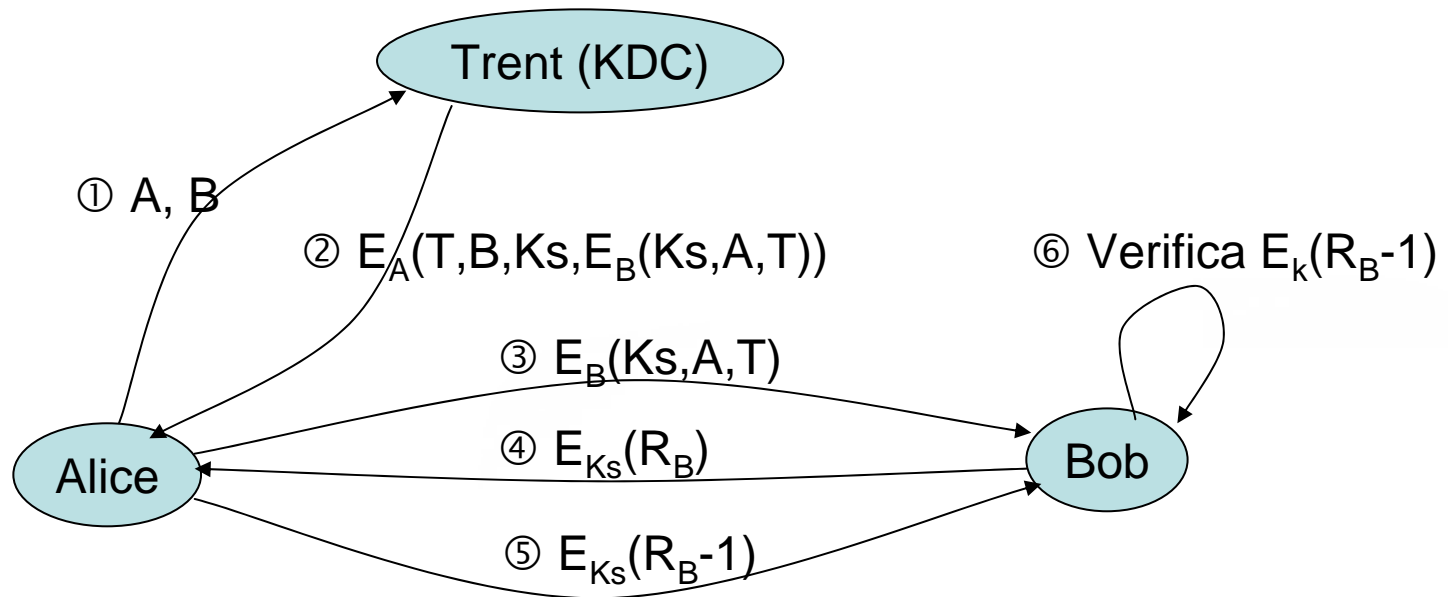 Trent (KDC)
① A, B
② E_A(T,B,Ks,E_B(Ks,A,T))
⑥ Verifica E_k(R_B-1)
③ E_B(Ks,A,T)
④ E_Ks(R_B)
Alice
Bob
⑤ E_Ks(R_B-1)